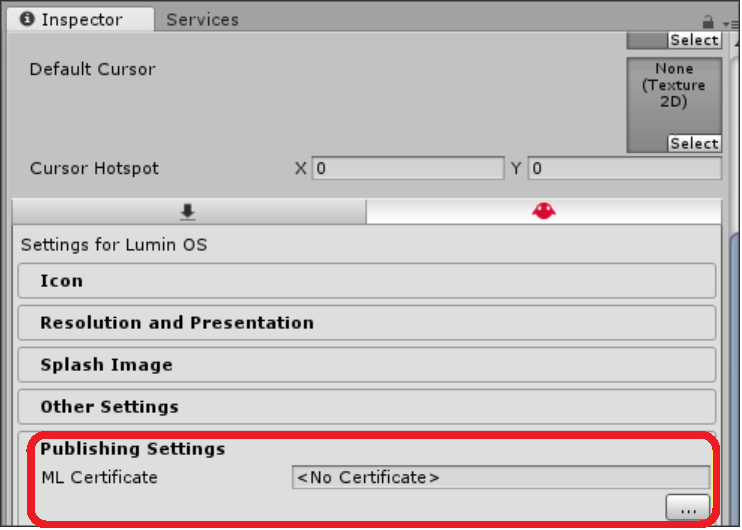 Inspector
Services
Select
Default Cursor
None
(Texture
2D)
Select
Cursor Hotspot
X 0
Y 0
Settings for Lumin OS
Icon
Resolution and Presentation
Splash Image
Other Settings
Publishing Settings
ML Certificate
<No Certificate>
...